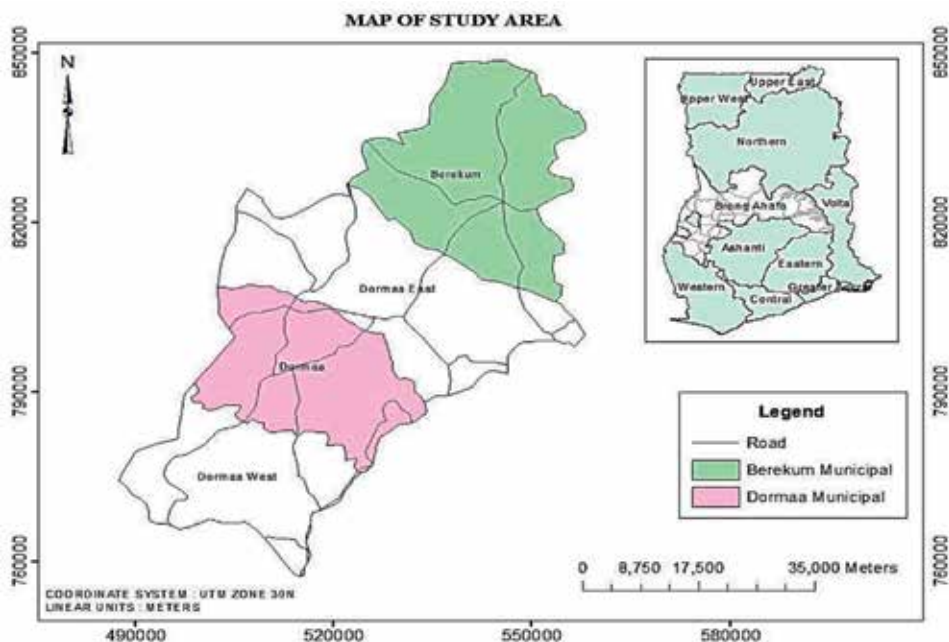 MAP OF STUDY AREA
490000
520000
550000
580000
850000
820000
790000
760000
850000
820000
790000
760000
N
Berekum
Dormaa East
Dormaa
Dormaa West
Upper East
Upper West
Northern
Brong Ahafo
Volta
Ashanti
Eastern
Western
Greater
Central
Legend
Road
Berekum Municipal
Dormaa Municipal
0 8,750 17,500 35,000 Meters
COORDINATE SYSTEM : UTM ZONE 30N
LINEAR UNITS : METERS